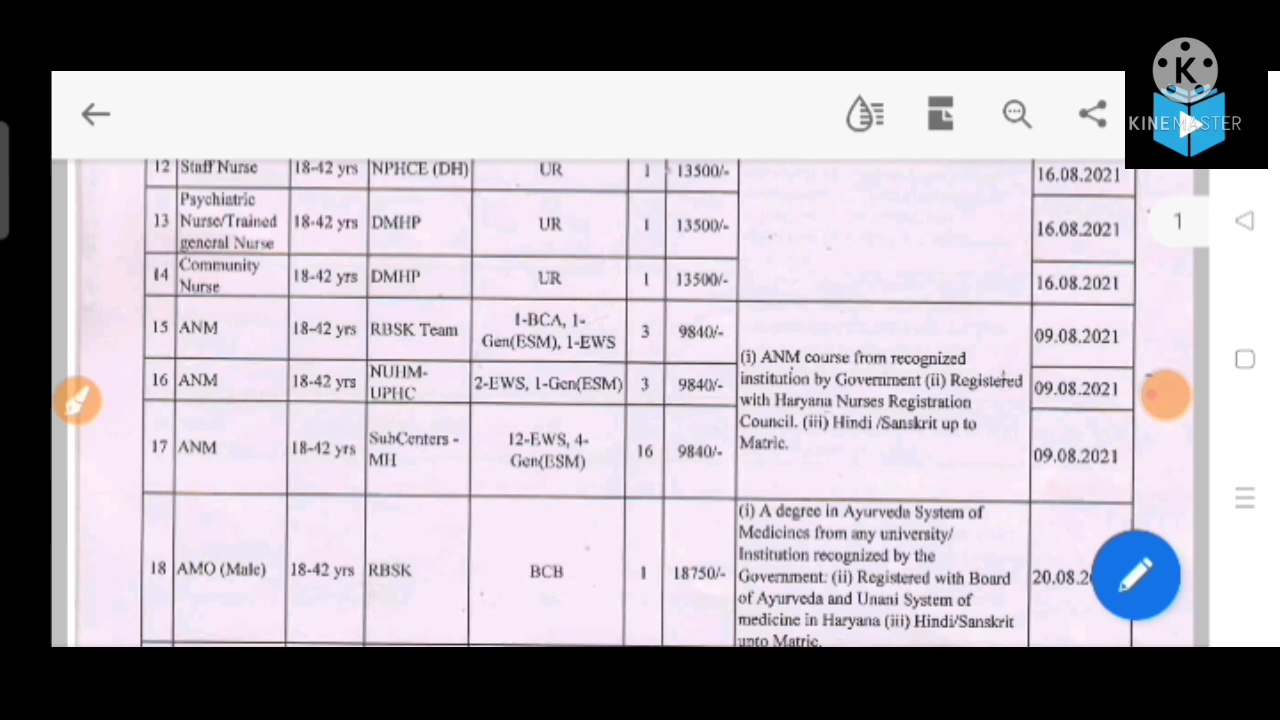 KINEMASTER
1
12 Staff Nurse 18-42 yrs NPHCE (DH) UR 1 13500/- 16.08.2021
13 Psychiatric Nurse/Trained general Nurse 18-42 yrs DMHP UR 1 13500/- 16.08.2021
14 Community Nurse 18-42 yrs DMHP UR 1 13500/- 16.08.2021
15 ANM 18-42 yrs RBSK Team 1-BCA, 1-Gen(ESM), 1-EWS 3 9840/- 09.08.2021
16 ANM 18-42 yrs NUHM-UPHC 2-EWS, 1-Gen(ESM) 3 9840/- 09.08.2021
17 ANM 18-42 yrs SubCenters - MH 12-EWS, 4-Gen(ESM) 16 9840/- 09.08.2021
(i) ANM course from recognized
institution by Government (ii) Registered
with Haryana Nurses Registration
Council. (iii) Hindi /Sanskrit up to
Matric.
18 AMO (Male) 18-42 yrs RBSK BCB 1 18750/- 20.08.2
(i) A degree in Ayurveda System of
Medicines from any university/
Institution recognized by the
Government. (ii) Registered with Board
of Ayurveda and Unani System of
medicine in Haryana (iii) Hindi/Sanskrit
upto Matric.